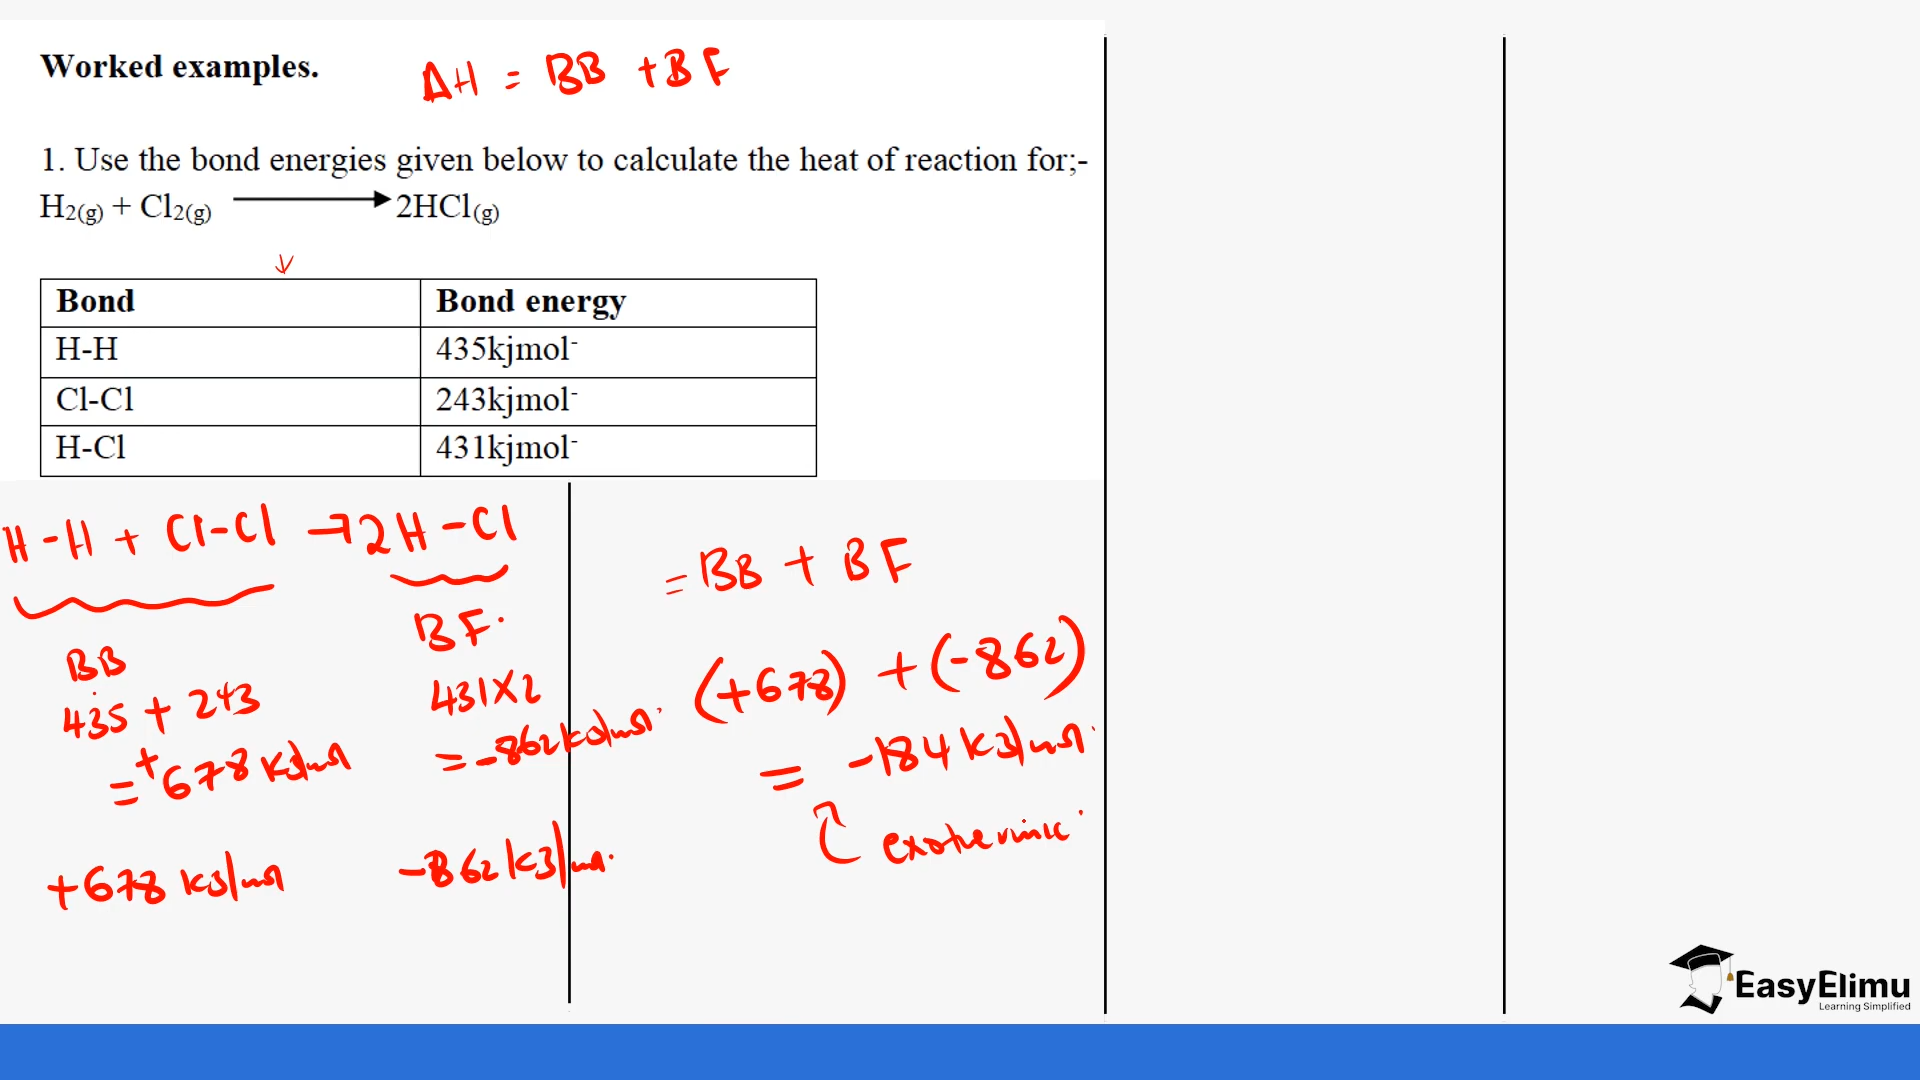 Worked examples.
ΔH = BB + BF
1. Use the bond energies given below to calculate the heat of reaction for;-
H2(g) + Cl2(g) ⟶ 2HCl(g)
Bond Bond energy
H-H 435kjmol-
Cl-Cl 243kjmol-
H-Cl 431kjmol-
H-H + Cl-Cl → 2H-Cl
BB
BF.
435 + 243
431x2
= +678 KJ/mol
= -862 KJ/mol.
+678 KJ/mol
-862 KJ/mol.
= BB + BF
(+678) + (-862)
= -184 KJ/mol.
exothermic.
EasyElimu
Learning Simplified